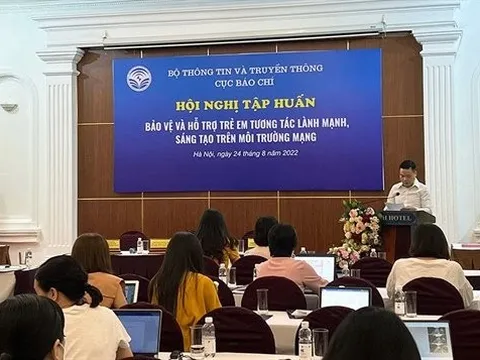 BỘ THÔNG TIN VÀ TRUYỀN THÔNG
CỤC BÁO CHÍ
HỘI NGHỊ TẬP HUẤN
BẢO VỆ VÀ HỖ TRỢ TRẺ EM TƯƠNG TÁC LÀNH MẠNH,
SÁNG TẠO TRÊN MÔI TRƯỜNG MẠNG
Hà Nội, ngày 24 tháng 8 năm 2022
HOTEL